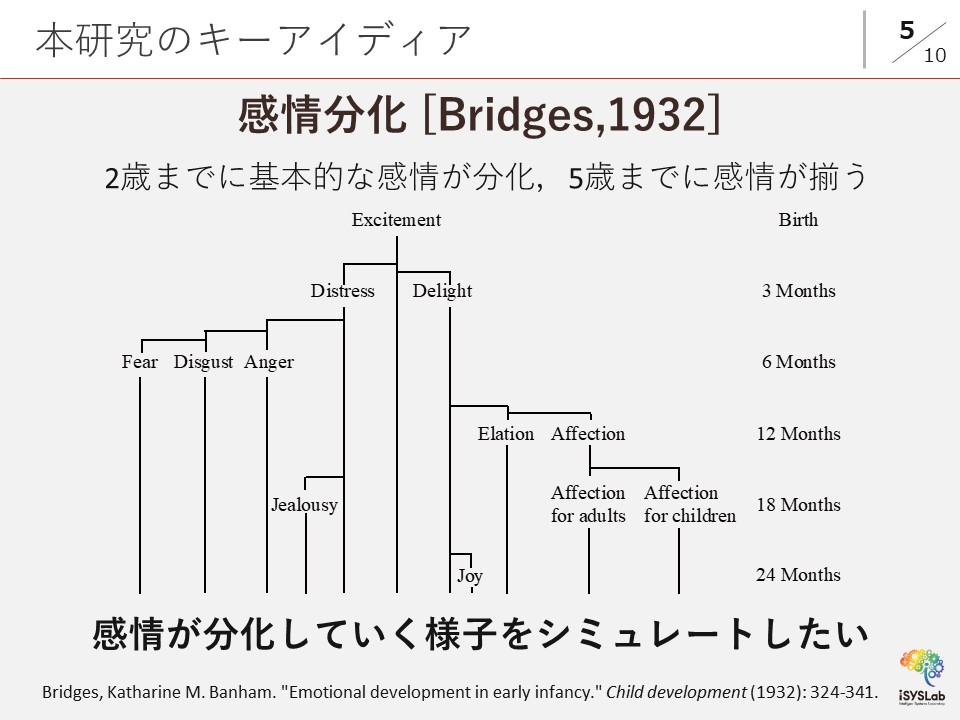 本研究のキーアイディア
5
10
感情分化 [Bridges,1932]
2歳までに基本的な感情が分化，5歳までに感情が揃う
Excitement Birth
Distress Delight 3 Months
Fear Disgust Anger 6 Months
Elation Affection 12 Months
Jealousy Affection for adults Affection for children 18 Months
Joy 24 Months
感情が分化していく様子をシミュレートしたい
Bridges, Katharine M. Banham. "Emotional development in early infancy." Child development (1932): 324-341.
iSYSLab
Intelligent Systems Laboratory